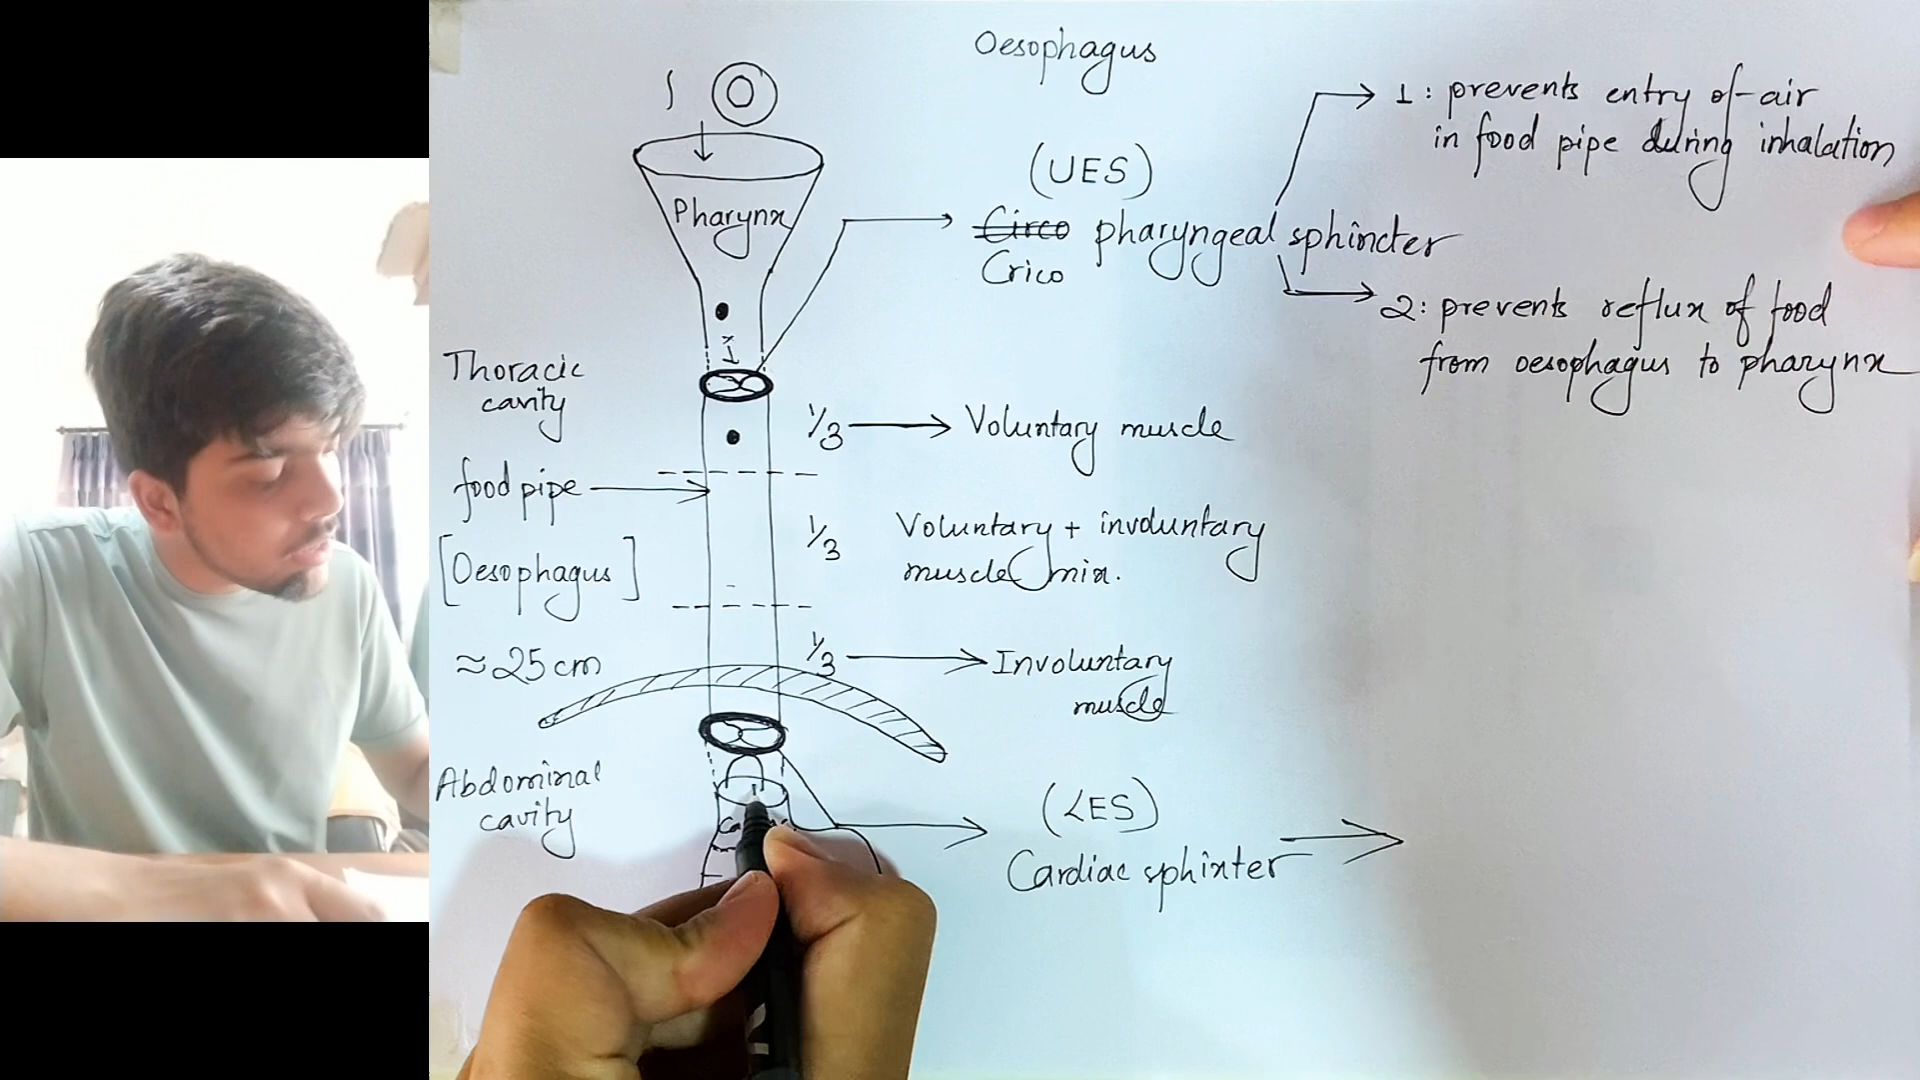 Oesophagus
1: prevents entry of air
in food pipe during inhalation
(UES)
Pharynx
Circo pharyngeal sphincter
Crico
2: prevents reflux of food
from oesophagus to pharynx
Thoracic
cavity
1/3 Voluntary muscle
food pipe
[Oesophagus]
1/3 Voluntary + involuntary
muscle mix.
≈25cm
1/3 Involuntary
muscle
Abdominal
cavity
(LES)
Cardiac sphinter